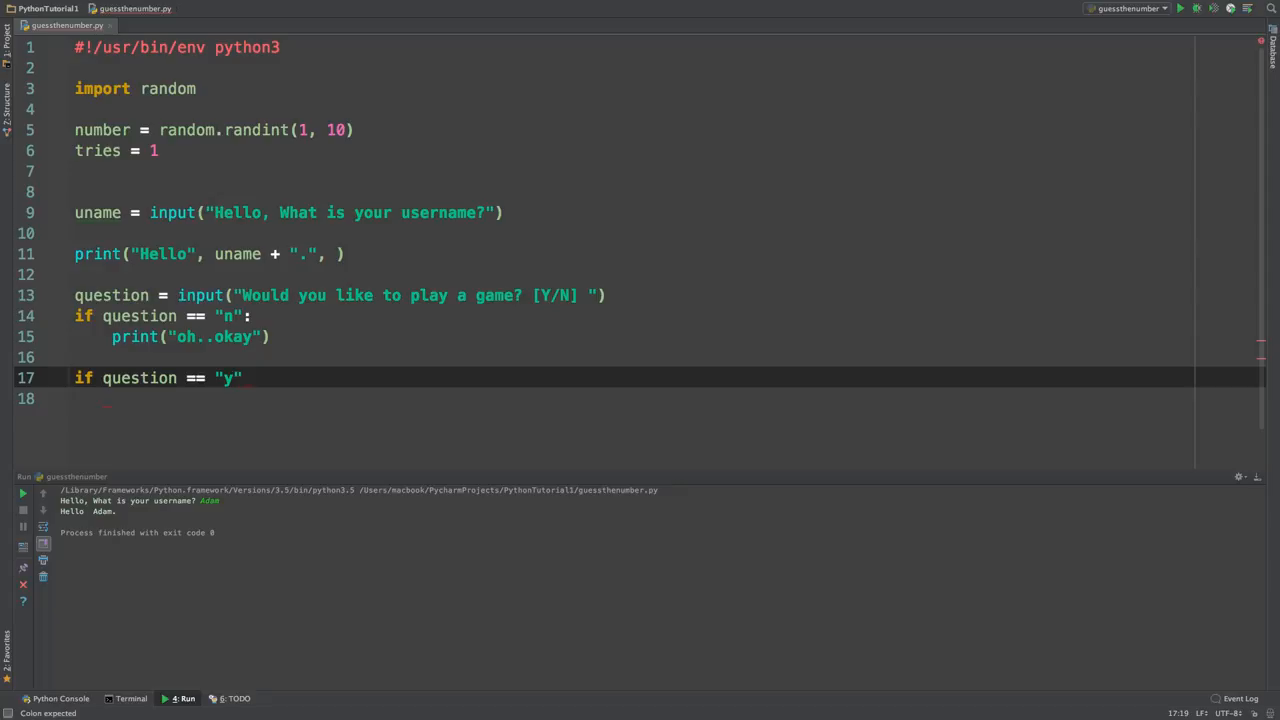 PythonTutorial1 guessthenumber.py guessthenumber
guessthenumber.py
1: Project
Z: Structure
2: Favorites
Database
1 #!/usr/bin/env python3
2
3 import random
4
5 number = random.randint(1, 10)
6 tries = 1
7
8
9 uname = input("Hello, What is your username?")
10
11 print("Hello", uname + ".", )
12
13 question = input("Would you like to play a game? [Y/N] ")
14 if question == "n":
15     print("oh..okay")
16
17 if question == "y"
18
Run guessthenumber
/Library/Frameworks/Python.framework/Versions/3.5/bin/python3.5 /Users/macbook/PycharmProjects/PythonTutorial1/guessthenumber.py
Hello, What is your username? Adam
Hello  Adam.
Process finished with exit code 0
Python Console Terminal 4: Run 6: TODO Event Log
Colon expected 17:19 LF÷ UTF-8÷